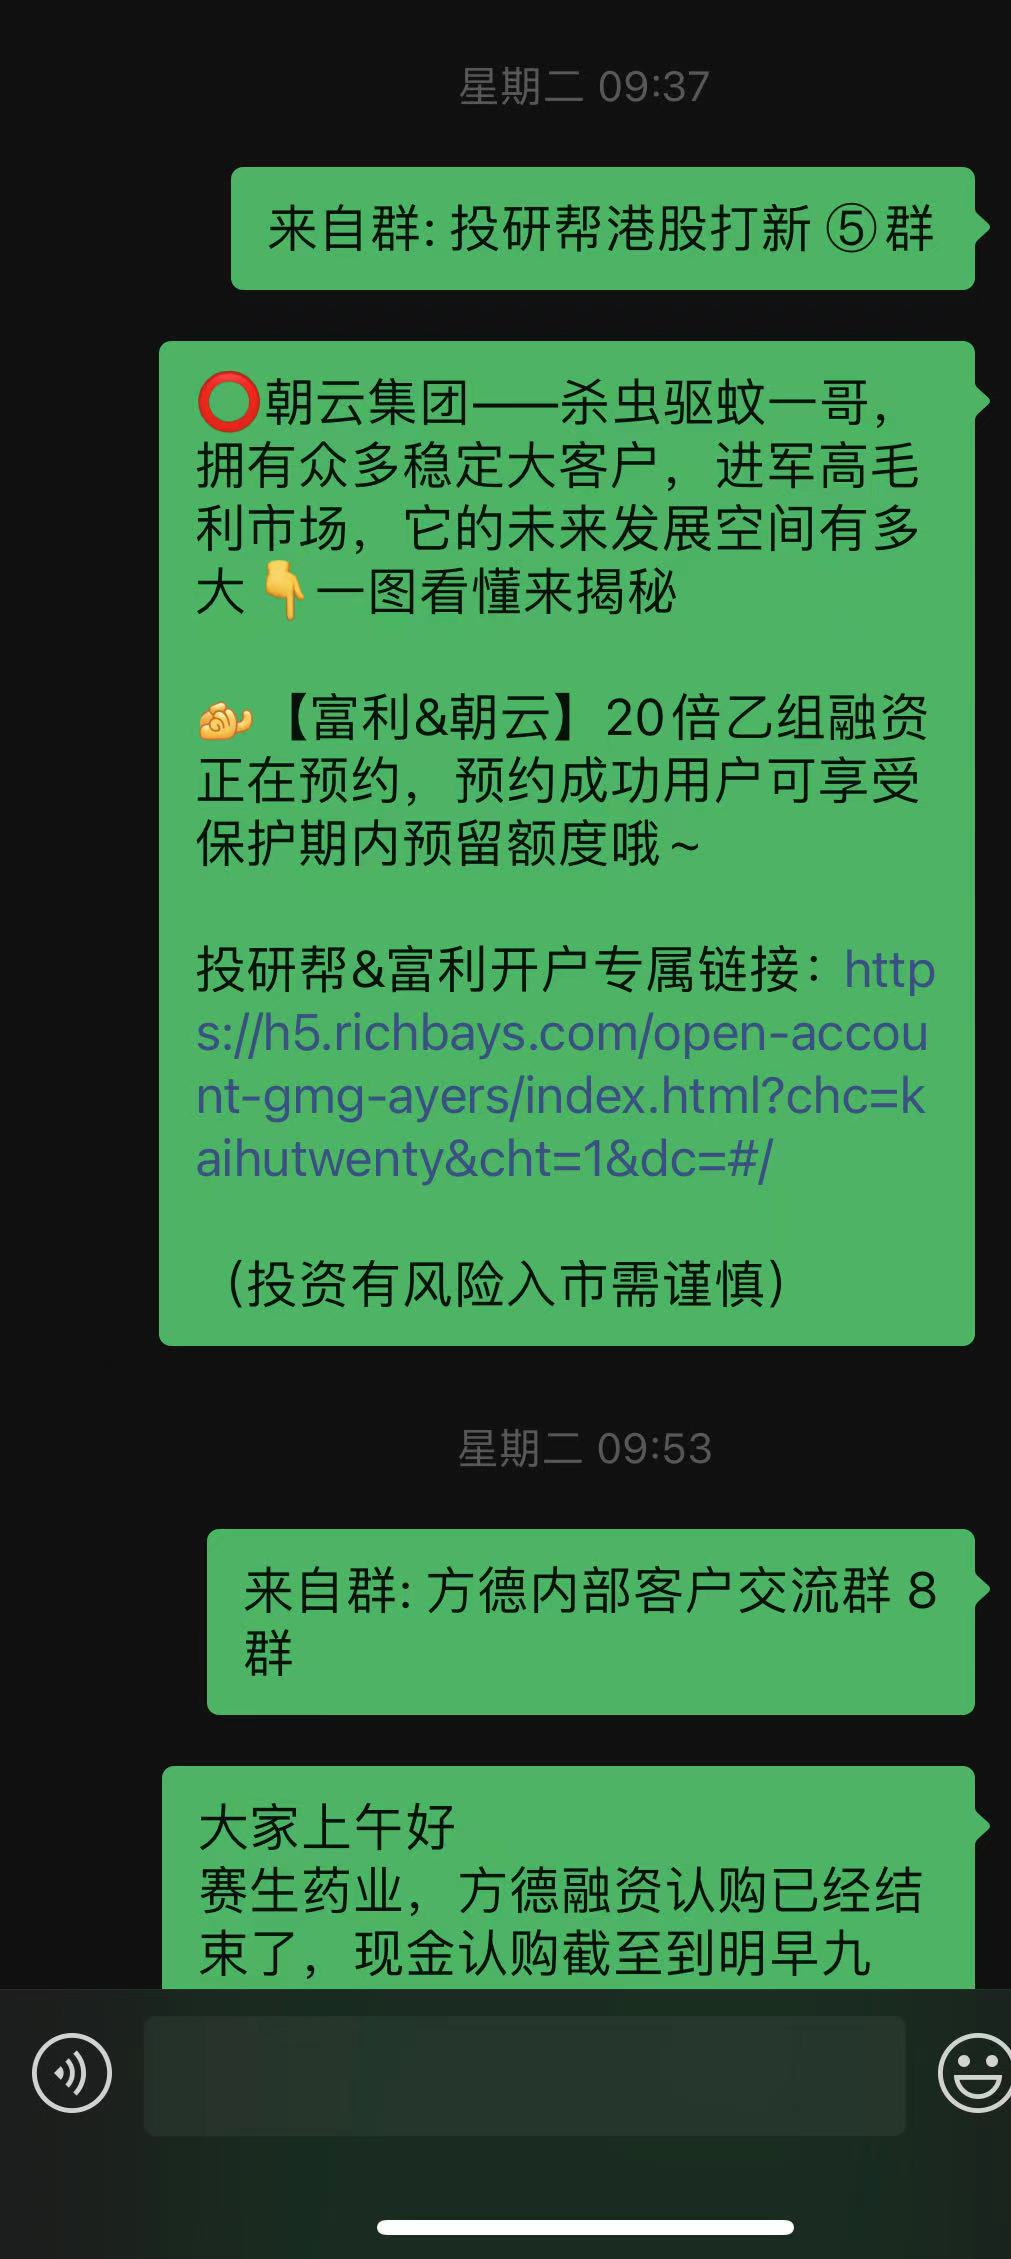 星期二 09:37
来自群: 投研帮港股打新 ⑤群
⭕朝云集团——杀虫驱蚊一哥，
拥有众多稳定大客户，进军高毛
利市场，它的未来发展空间有多
大👇一图看懂来揭秘
【富利&朝云】20倍乙组融资
正在预约，预约成功用户可享受
保护期内预留额度哦~
投研帮&富利开户专属链接：http
s://h5.richbays.com/open-accou
nt-gmg-ayers/index.html?chc=k
aihutwenty&cht=1&dc=#/
（投资有风险入市需谨慎）
星期二 09:53
来自群: 方德内部客户交流群 8
群
大家上午好
赛生药业，方德融资认购已经结
束了，现金认购截至到明早九